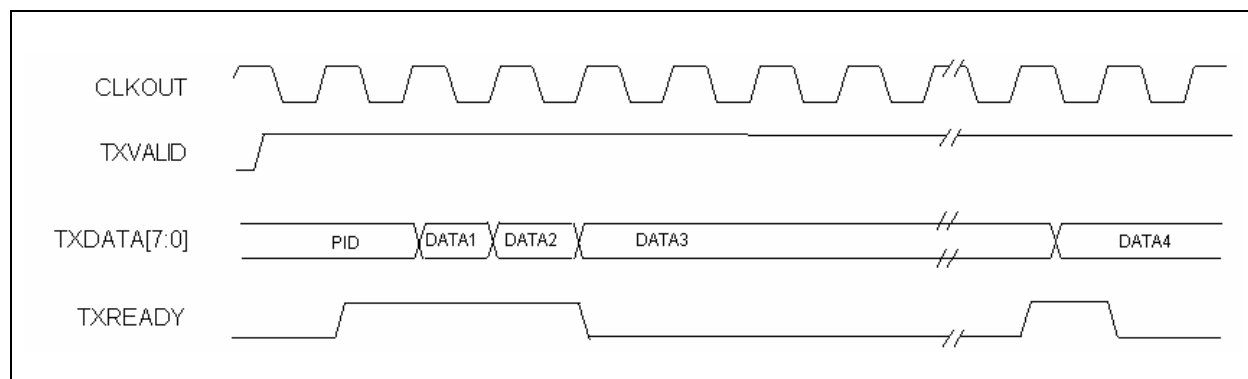 CLKOUT
TXVALID
TXDATA[7:0]
PID
DATA1
DATA2
DATA3
DATA4
TXREADY